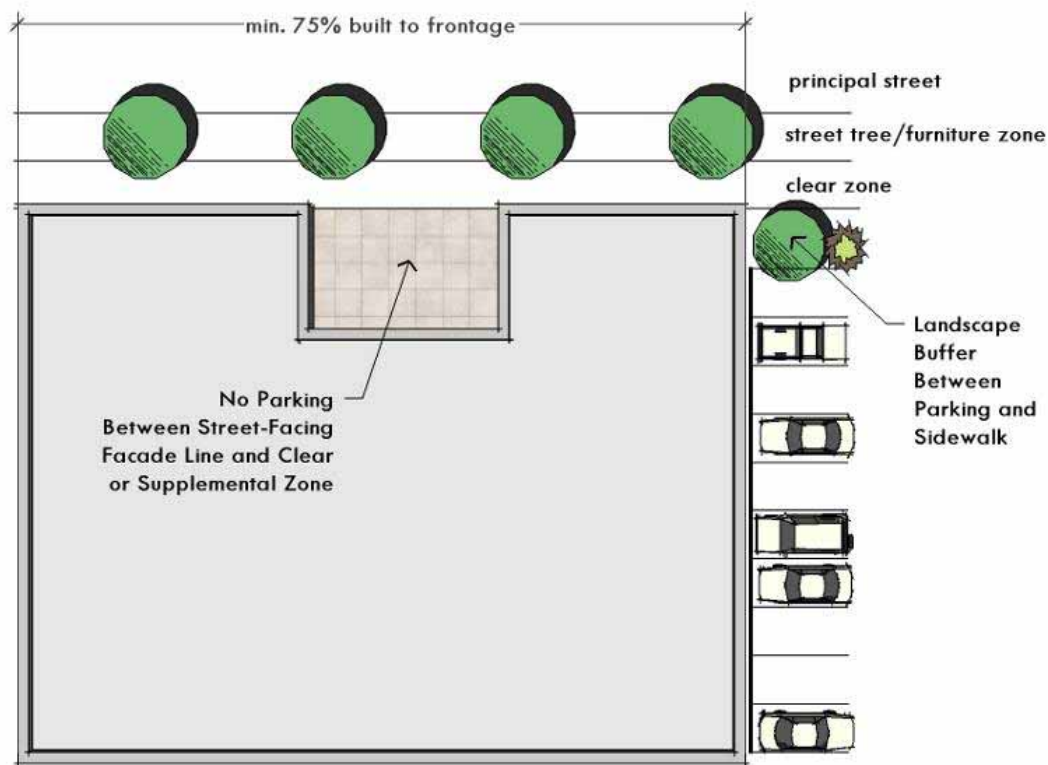 min. 75% built to frontage
principal street
street tree/furniture zone
clear zone
Landscape
Buffer
Between
Parking and
Sidewalk
No Parking
Between Street-Facing
Facade Line and Clear
or Supplemental Zone